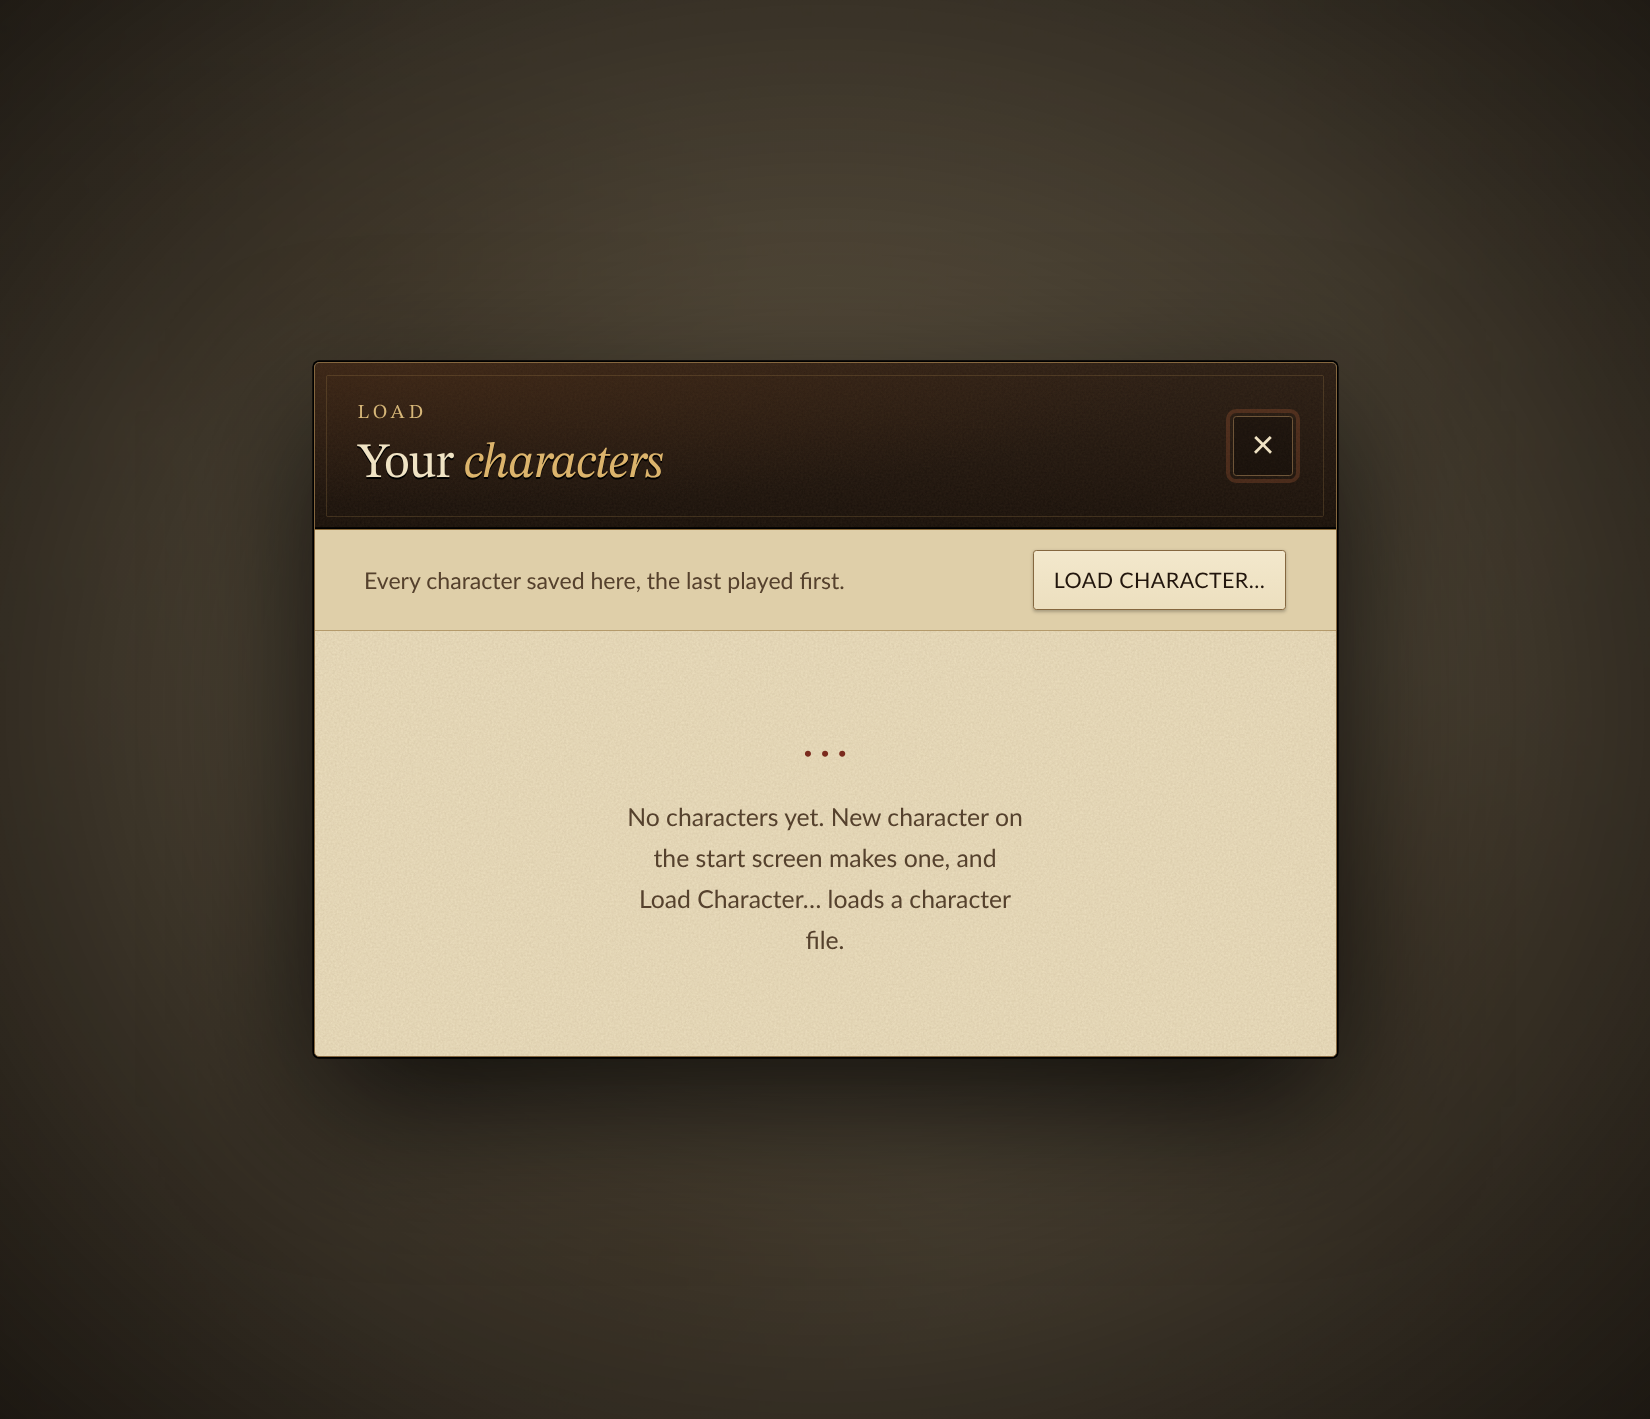 LOAD
Your characters
×
Every character saved here, the last played first.
LOAD CHARACTER...
No characters yet. New character on
the start screen makes one, and
Load Character... loads a character
file.